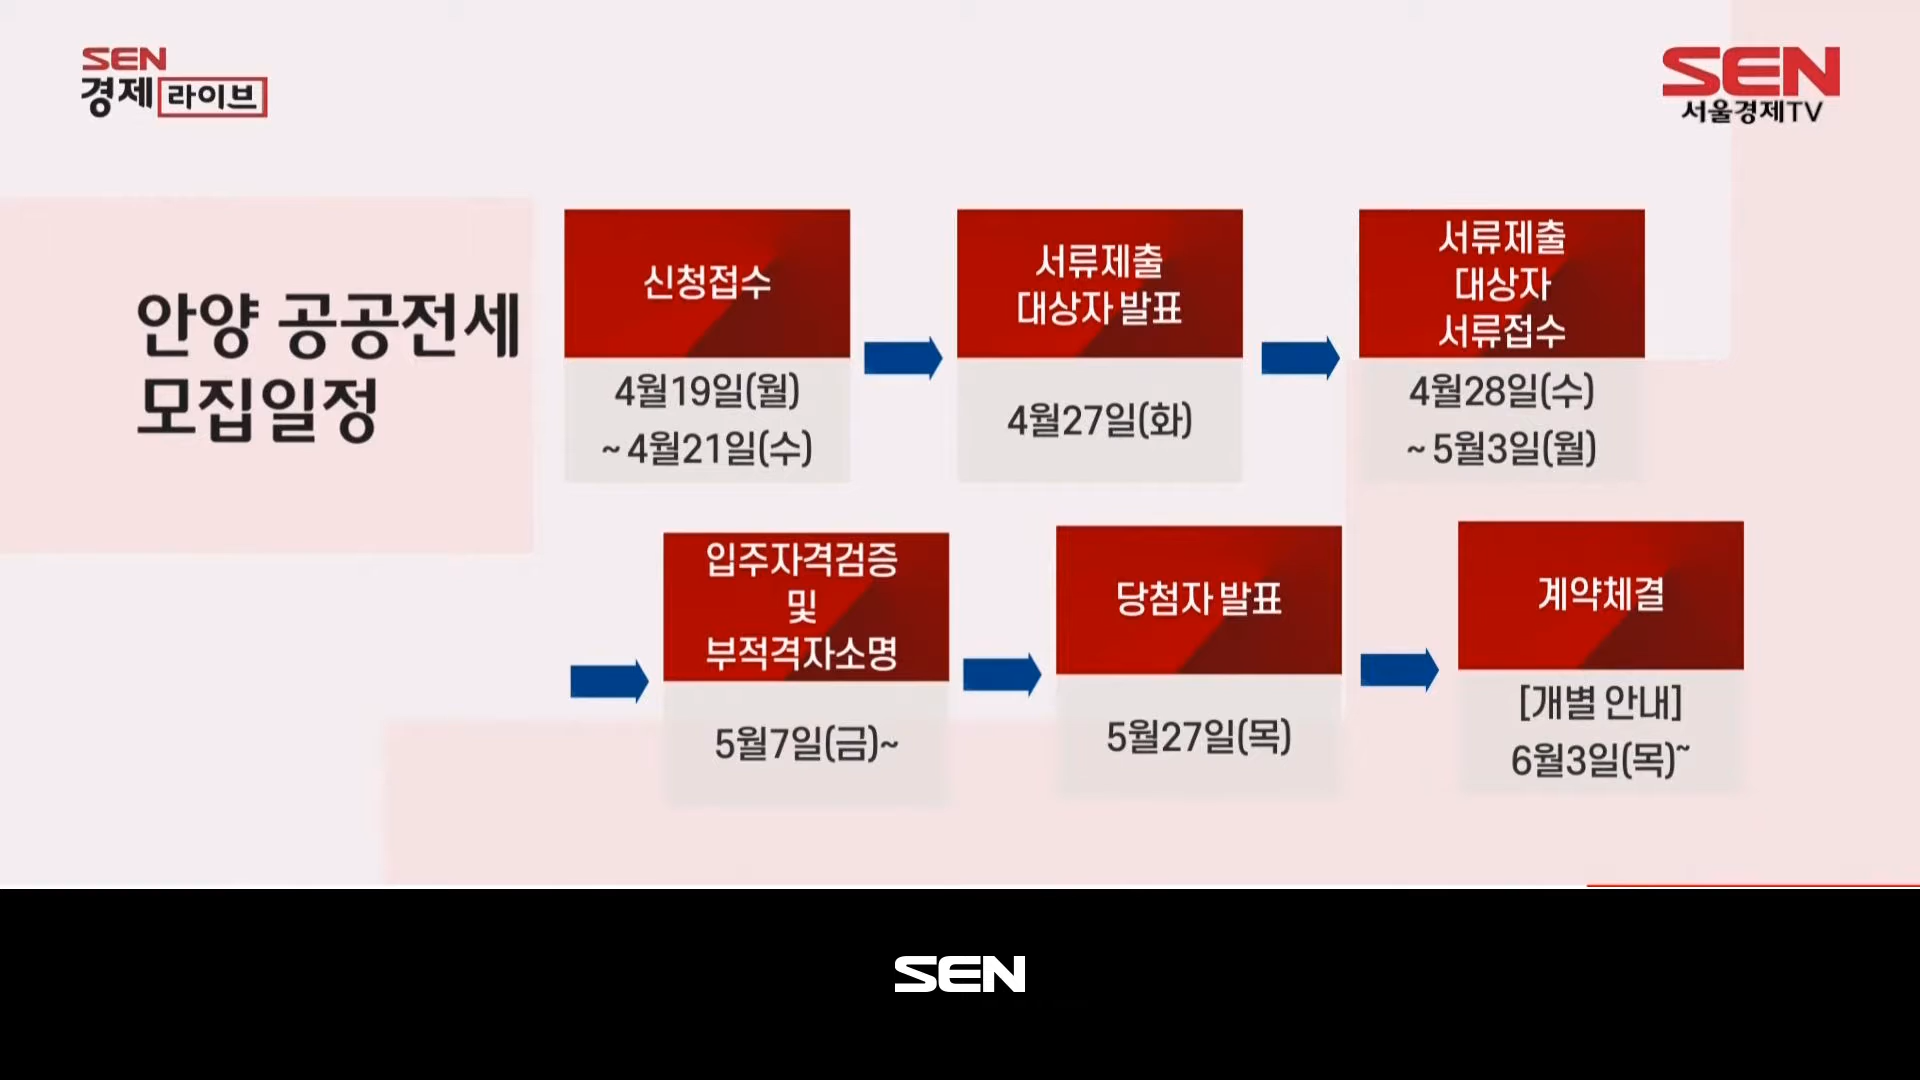 SEN
경제 라이브
SEN
서울경제TV
안양 공공전세
모집일정
신청접수
4월19일(월)
~ 4월21일(수)
서류제출
대상자 발표
4월27일(화)
서류제출
대상자
서류접수
4월28일(수)
~ 5월3일(월)
입주자격검증
및
부적격자소명
5월7일(금)~
당첨자 발표
5월27일(목)
계약체결
[개별 안내]
6월3일(목)~
SEN